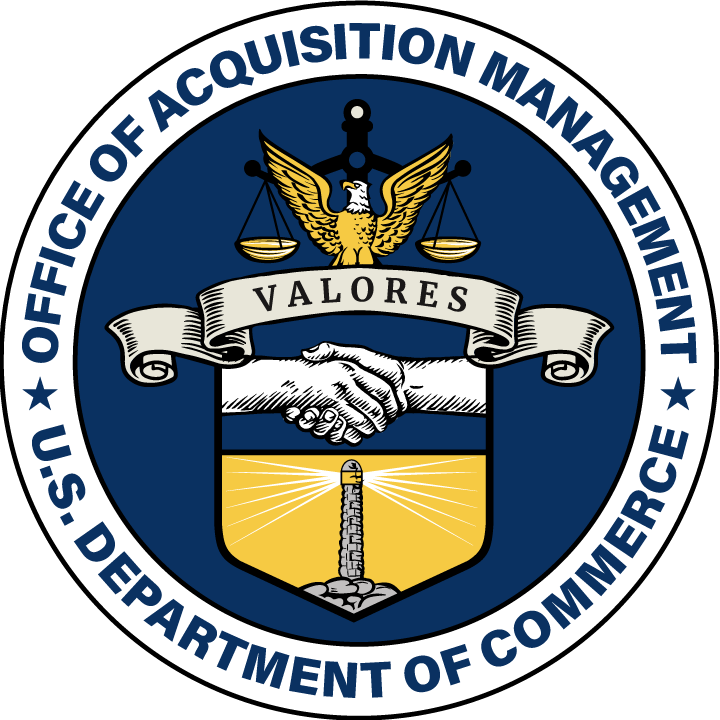 OFFICE OF ACQUISITION MANAGEMENT
VALORES
U.S. DEPARTMENT OF COMMERCE